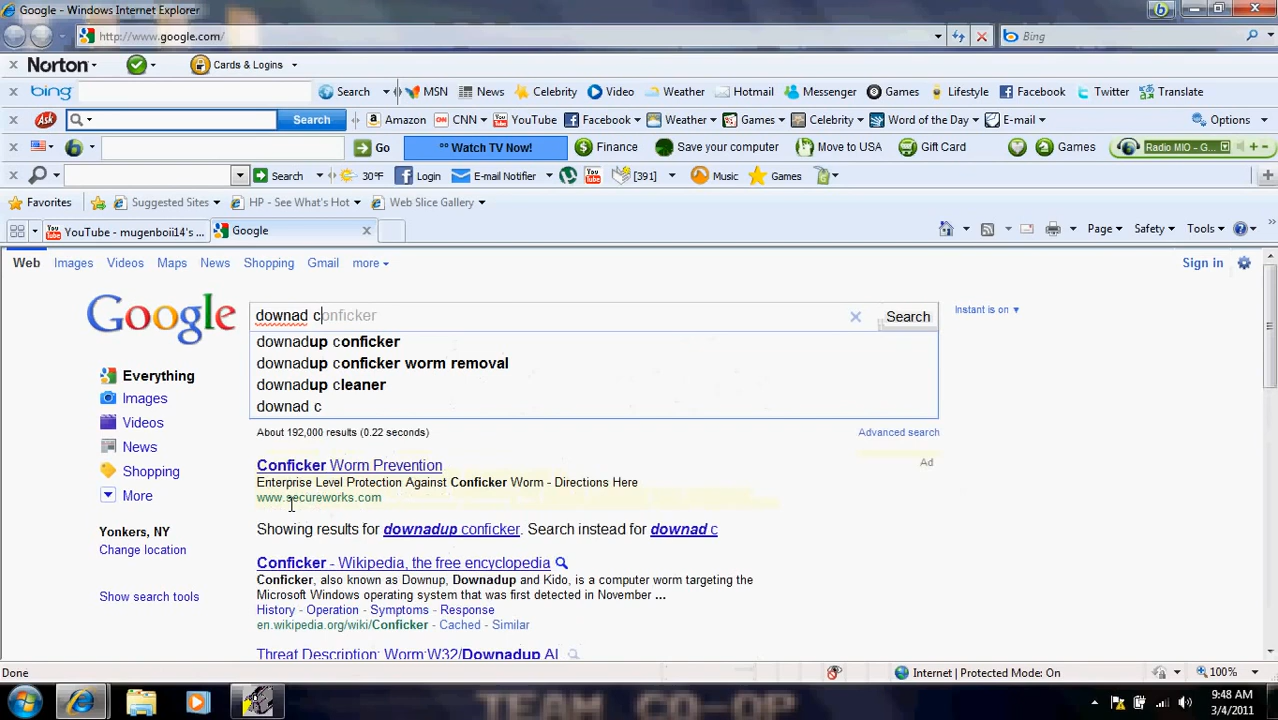 Google - Windows Internet Explorer
http://www.google.com/
Bing
Norton
Cards & Logins
bing Search MSN News Celebrity Video Weather Hotmail Messenger Games Lifestyle Facebook Twitter Translate
Ask Search Amazon CNN YouTube Facebook Weather Games Celebrity Word of the Day E-mail Options
Go °° Watch TV Now! Finance Save your computer Move to USA Gift Card Games Radio MIO - G...
Search 30°F Login E-mail Notifier [391] Music Games
Favorites Suggested Sites HP - See What's Hot Web Slice Gallery
YouTube - mugenboii14's ... Google Page Safety Tools
Web Images Videos Maps News Shopping Gmail more Sign in
Google
downad conficker
Search
Instant is on ▼
downadup conficker
downadup conficker worm removal
downadup cleaner
downad c
Everything
Images
Videos
News
Shopping
More
Yonkers, NY
Change location
Show search tools
About 192,000 results (0.22 seconds) Advanced search
Conficker Worm Prevention Ad
Enterprise Level Protection Against Conficker Worm - Directions Here
www.secureworks.com
Showing results for downadup conficker. Search instead for downad c
Conficker - Wikipedia, the free encyclopedia
Conficker, also known as Downup, Downadup and Kido, is a computer worm targeting the
Microsoft Windows operating system that was first detected in November ...
History - Operation - Symptoms - Response
en.wikipedia.org/wiki/Conficker - Cached - Similar
Threat Description: Worm:W32/Downadup.AL
Done Internet | Protected Mode: On 100%
TEAM CO-OP
9:48 AM
3/4/2011